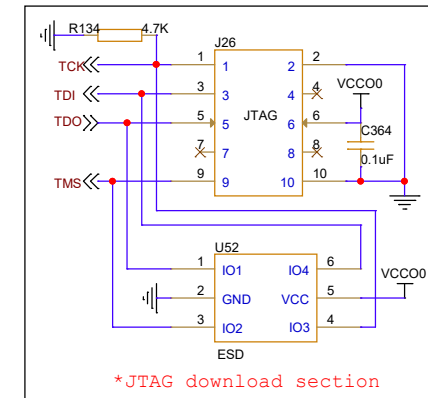 R134 4.7K
J26
TCK 1 1 2 2
TDI 3 3 4 4 VCCO0
TDO 5 5 JTAG 6 6
7 7 8 8 C364
0.1uF
TMS 9 9 10 10
U52
1 IO1 IO4 6 VCCO0
2 GND VCC 5
3 IO2 IO3 4
ESD
*JTAG download section